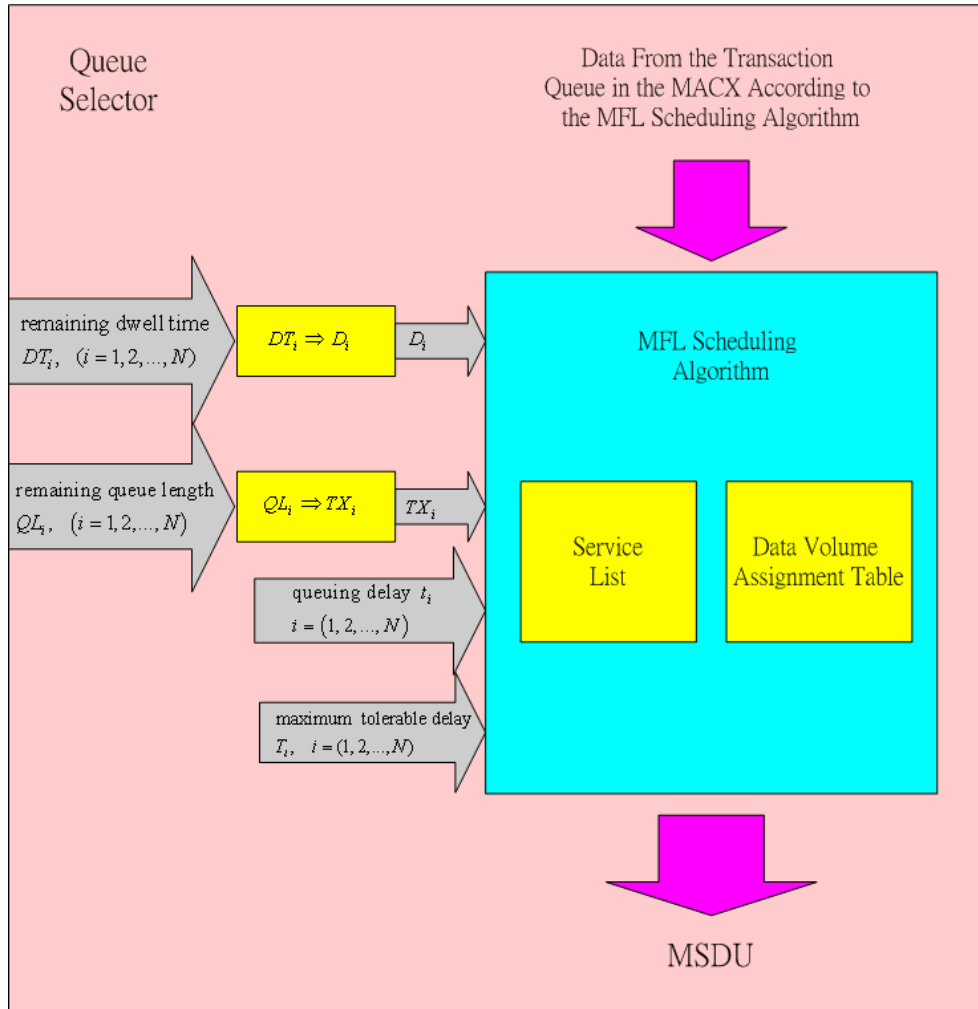 Queue
Selector
Data From the Transaction
Queue in the MACX According to
the MFL Scheduling Algorithm
remaining dwell time
DT_i, (i = 1, 2, ..., N)
DT_i ⇒ D_i
D_i
MFL Scheduling
Algorithm
remaining queue length
QL_i, (i = 1, 2, ..., N)
QL_i ⇒ TX_i
TX_i
Service
List
Data Volume
Assignment Table
queuing delay t_i
i = (1, 2, ..., N)
maximum tolerable delay
T_i, i = (1, 2, ..., N)
MSDU